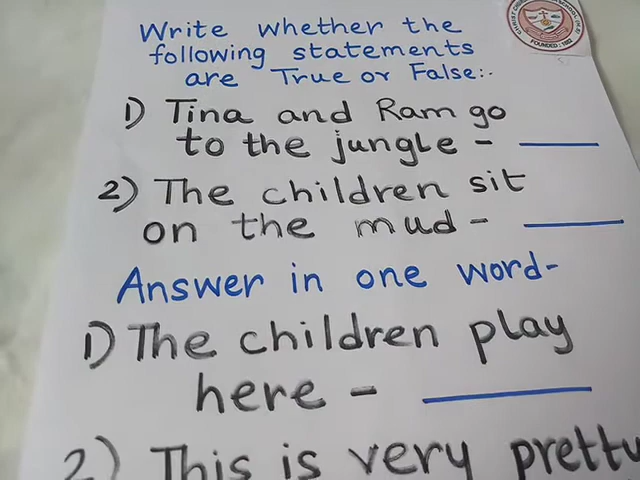 Write whether the
following statements
are True or False:-
1) Tina and Ram go
to the jungle -
2) The children sit
on the mud -
Answer in one word-
1) The children play
here -
2) This is very pretty